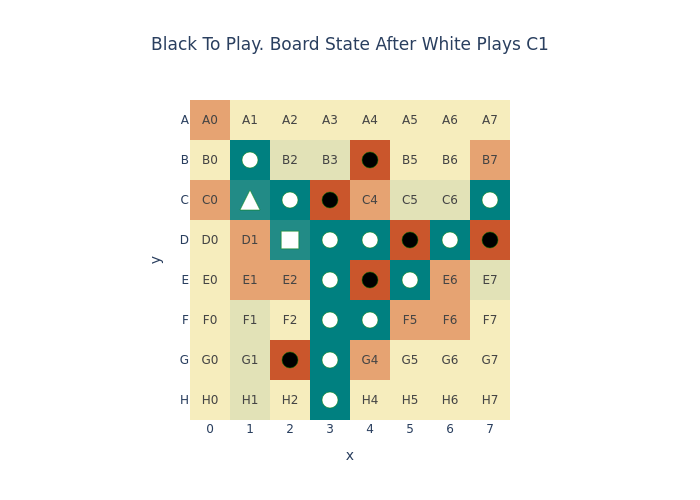 Black To Play. Board State After White Plays C1
A A0 A1 A2 A3 A4 A5 A6 A7
B B0 B2 B3 B5 B6 B7
C C0 C4 C5 C6
D D0 D1
E E0 E1 E2 E6 E7
F F0 F1 F2 F5 F6 F7
G G0 G1 G4 G5 G6 G7
H H0 H1 H2 H4 H5 H6 H7
0 1 2 3 4 5 6 7
x
y